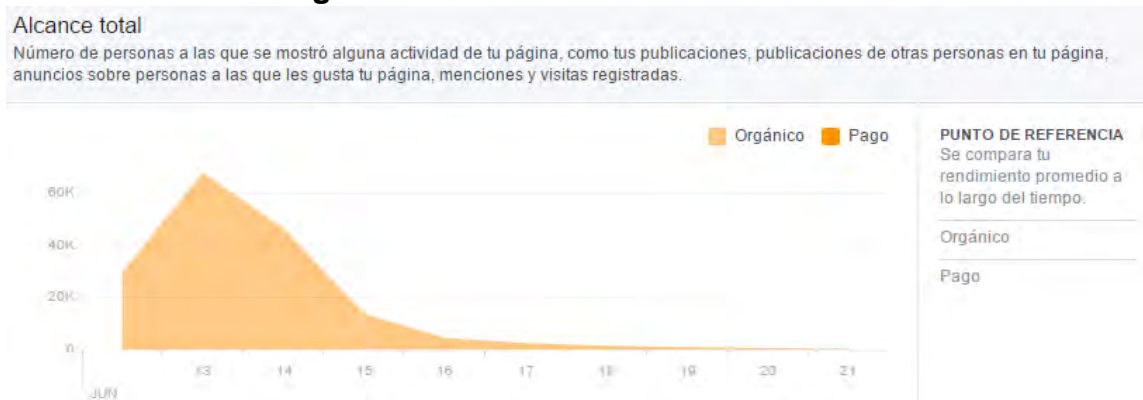 Alcance total
Número de personas a las que se mostró alguna actividad de tu página, como tus publicaciones, publicaciones de otras personas en tu página,
anuncios sobre personas a las que les gusta tu página, menciones y visitas registradas.
Orgánico Pago
PUNTO DE REFERENCIA
Se compara tu
rendimiento promedio a
lo largo del tiempo.
Orgánico
Pago
60K
40K
20K
0
13 14 15 16 17 18 19 20 21
JUN